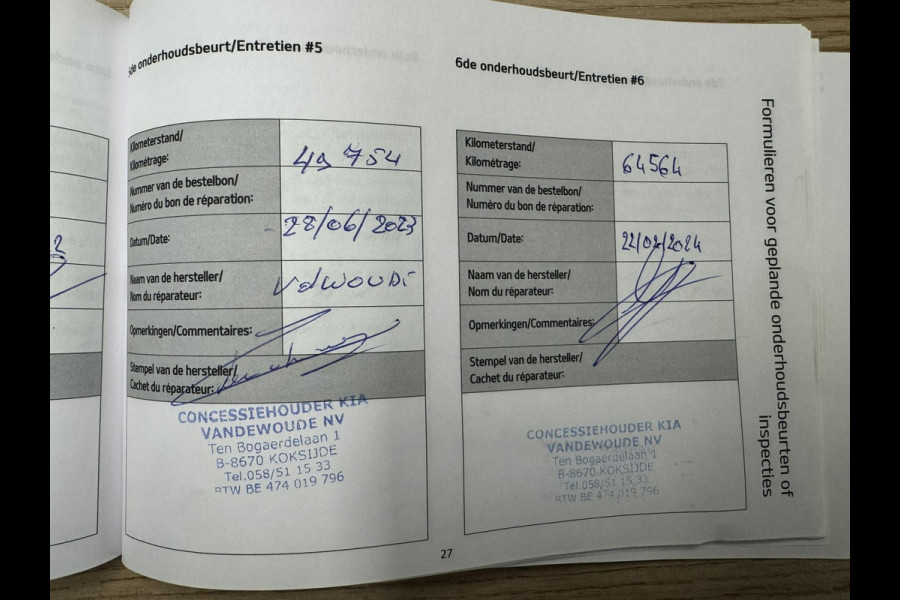 5de onderhoudsbeurt/Entretien #5
Kilometerstand/
Kilométrage:
49 754
Nummer van de bestelbon/
Numéro du bon de réparation:
Datum/Date:
28/06/2023
Naam van de hersteller/
Nom du réparateur:
Opmerkingen/Commentaires:
Stempel van de hersteller/
Cachet du réparateur:
CONCESSIEHOUDER KIA
VANDEWOUDE NV
Ten Bogaerdelaan 1
B-8670 KOKSIJDE
Tel.058/51 15 33
BTW BE 474 019 796
6de onderhoudsbeurt/Entretien #6
Kilometerstand/
Kilométrage:
64564
Nummer van de bestelbon/
Numéro du bon de réparation:
Datum/Date:
Naam van de hersteller/
Nom du réparateur:
Opmerkingen/Commentaires:
Stempel van de hersteller/
Cachet du réparateur:
CONCESSIEHOUDER KIA
VANDEWOUDE NV
Ten Bogaerdelaan 1
B-8670 KOKSIJDE
Tel.058/51 15 33
BTW BE 474 019 796
Formulieren voor geplande onderhoudsbeurten of
inspecties
27